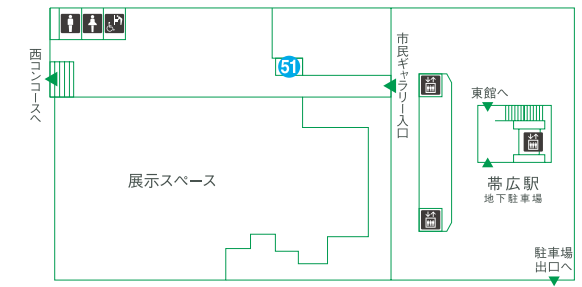 西コンコースへ
51
市民ギャラリー入口
展示スペース
東館へ
帯広駅
地下駐車場
駐車場
出口へ